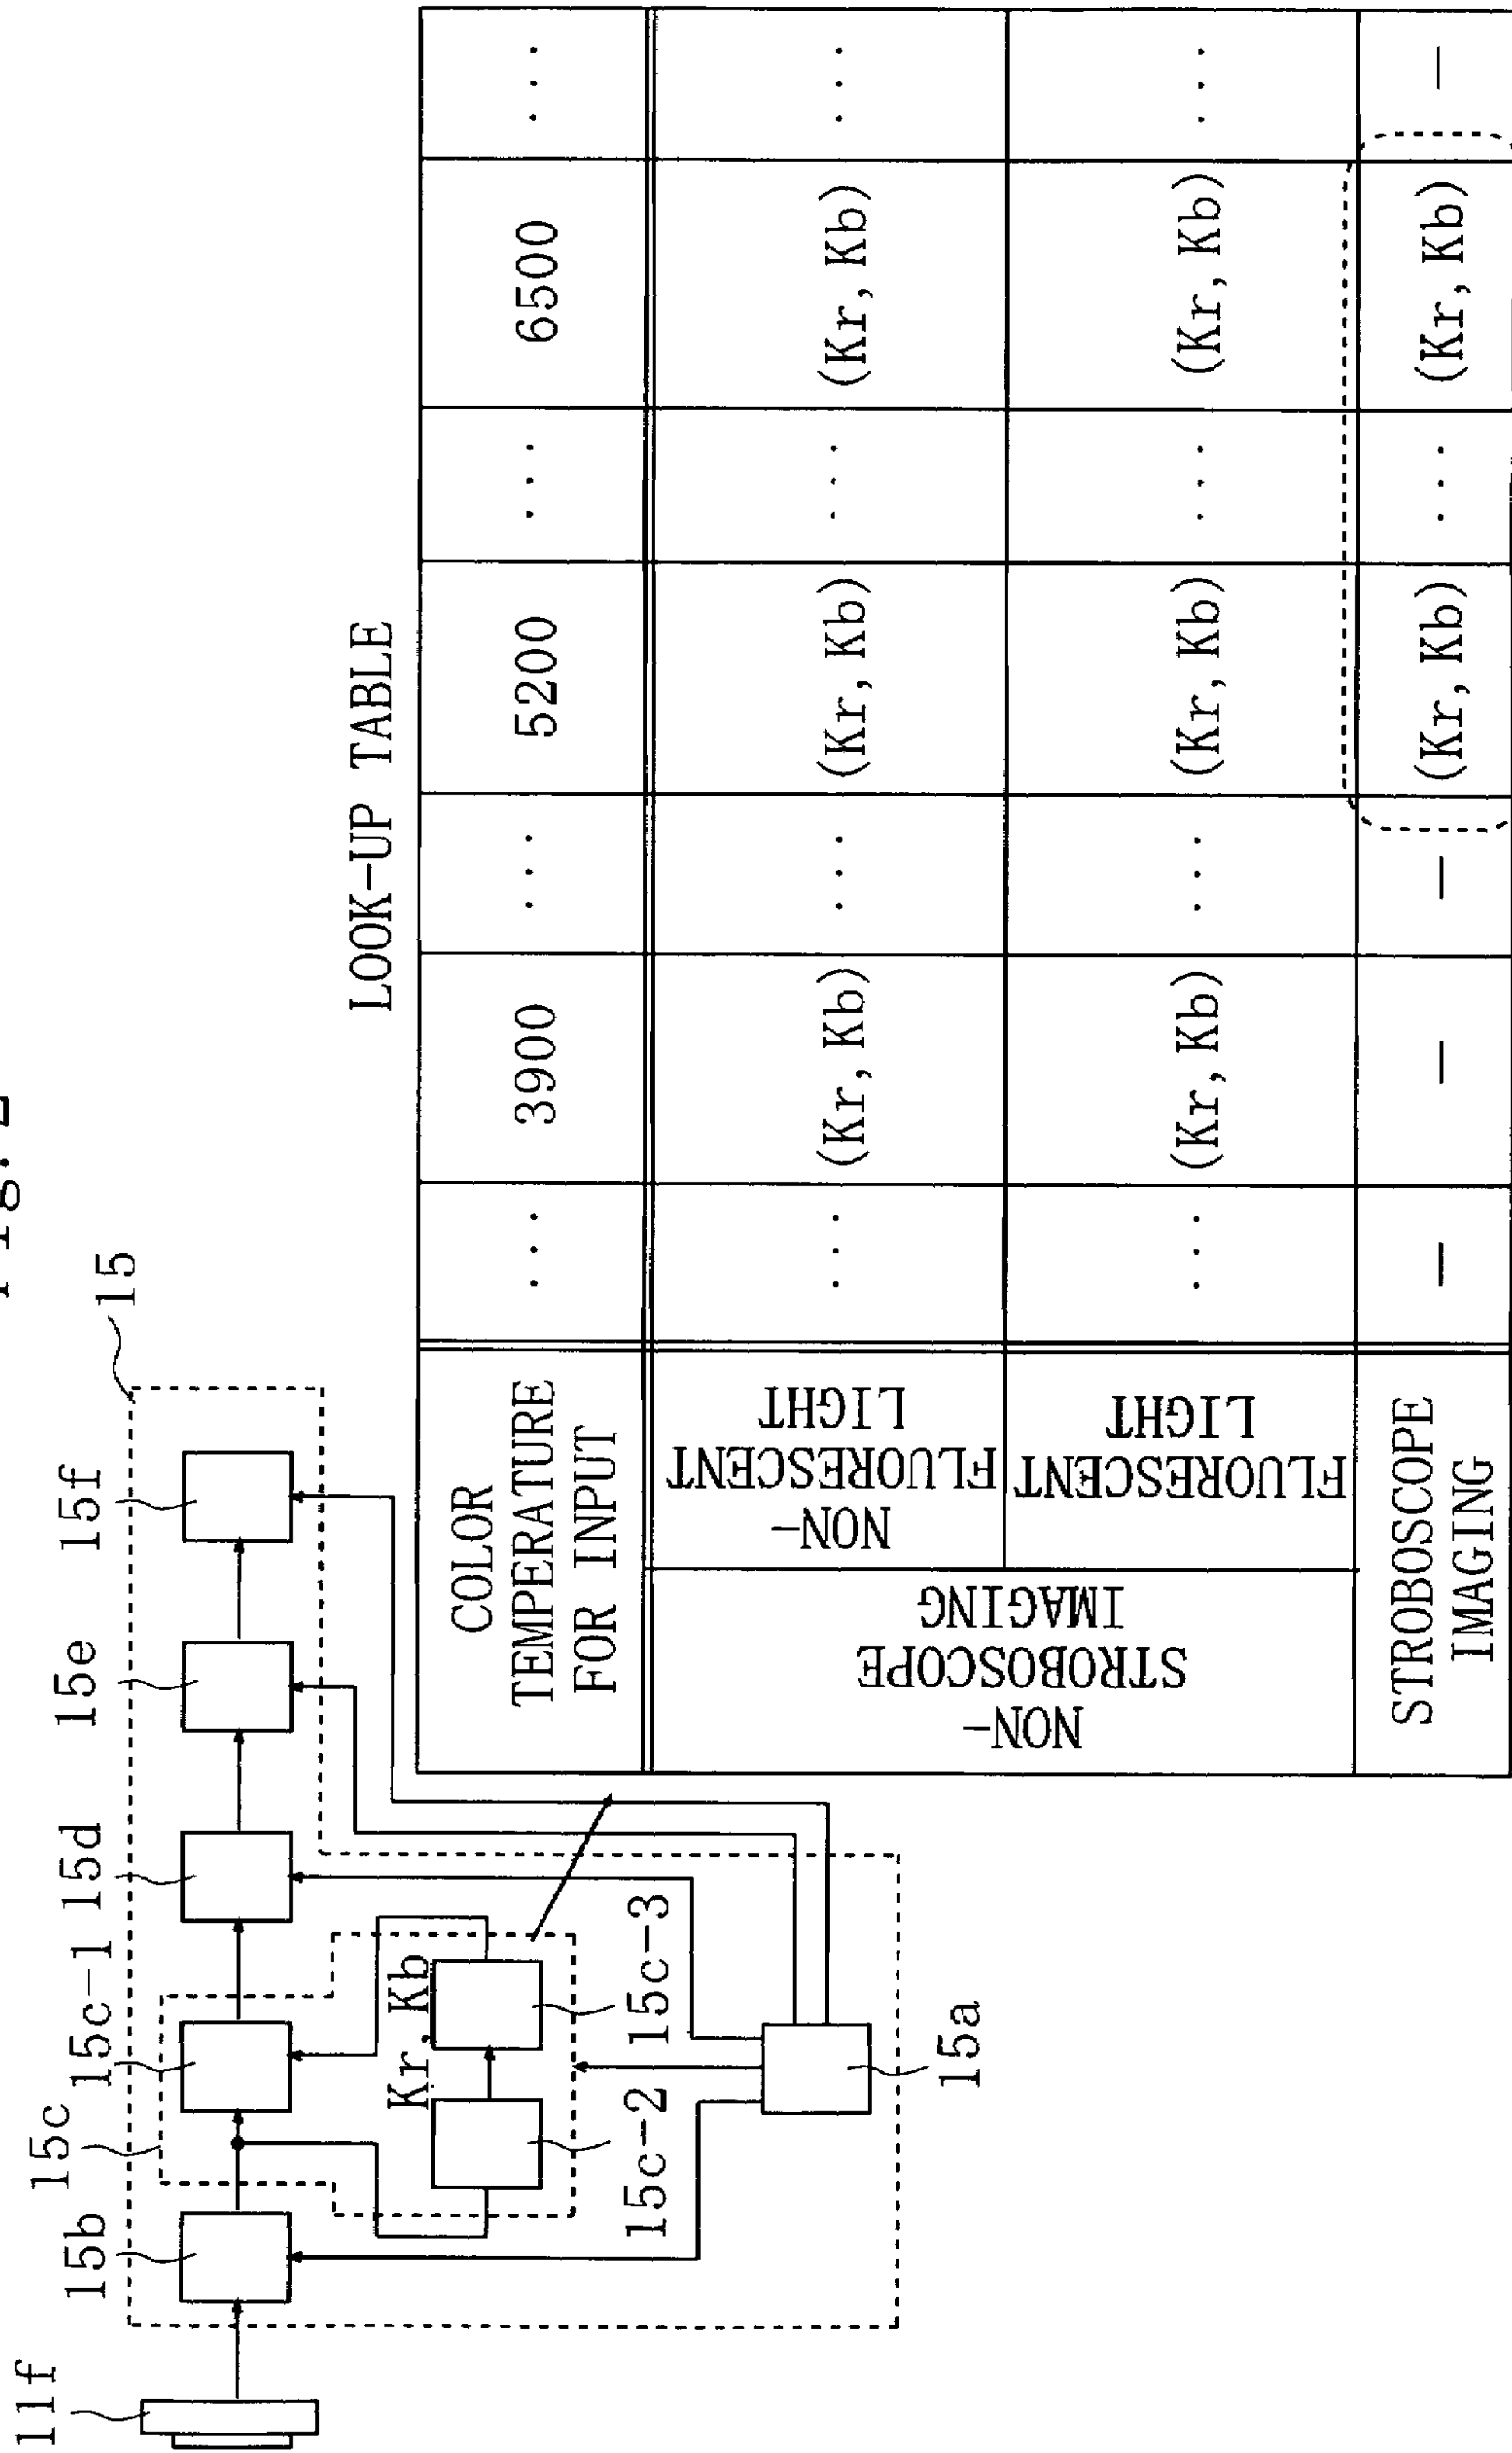 Fig. 2
11f
15b
15c
15c-1
15d
15e
15f
15
Kr, Kb
15c-2
15c-3
15a
LOOK-UP TABLE
COLOR
TEMPERATURE
FOR INPUT
... 3900 ... 5200 ... 6500 ...
NON-
STROBOSCOPE
IMAGING
NON-
FLUORESCENT
LIGHT
... (Kr, Kb) ... (Kr, Kb) ... (Kr, Kb) ...
FLUORESCENT
LIGHT
... (Kr, Kb) ... (Kr, Kb) ... (Kr, Kb) ...
STROBOSCOPE
IMAGING
— — — (Kr, Kb) ... (Kr, Kb) —